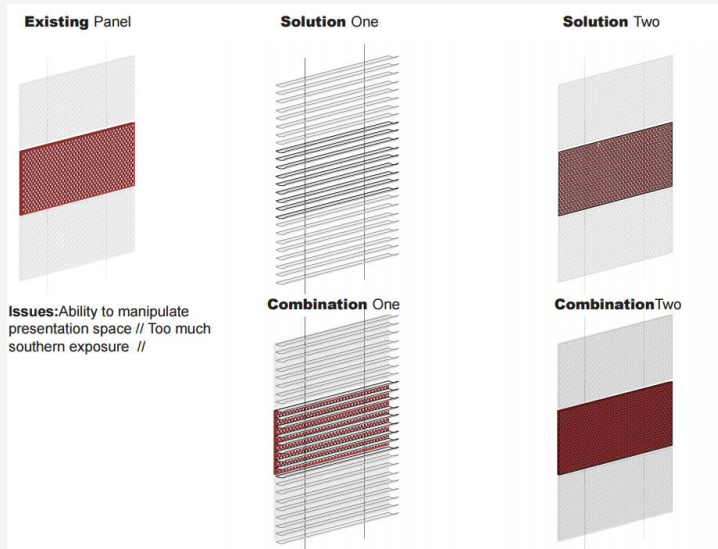 Existing Panel
Solution One
Solution Two
Issues:Ability to manipulate
presentation space // Too much
southern exposure //
Combination One
CombinationTwo